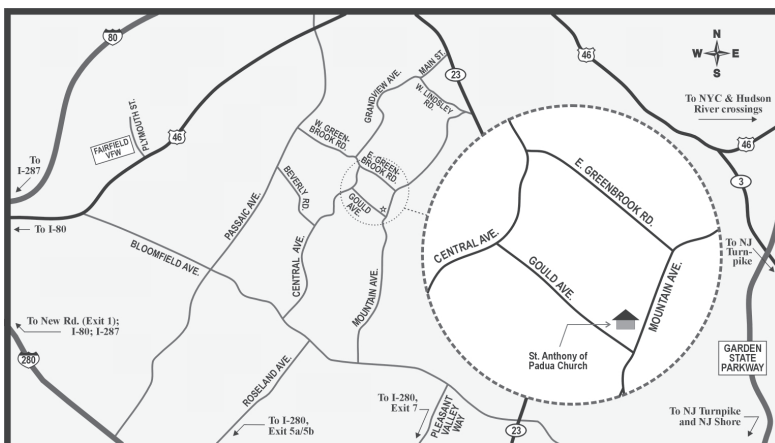 80
23
46
N
W E
S
MAIN ST.
GRANDVIEW AVE.
W. LINDSLEY
RD.
To NYC & Hudson
River crossings
PLYMOUTH ST.
46
FAIRFIELD
VFW
W. GREEN-
BROOK RD.
E. GREEN-
BROOK RD.
46
To
I-287
3
BEVERLY RD.
GOULD
AVE.
E. GREENBROOK RD.
To I-80
PASSAIC AVE.
BLOOMFIELD AVE.
CENTRAL AVE.
MOUNTAIN AVE.
CENTRAL AVE.
GOULD AVE.
MOUNTAIN AVE.
To NJ
Turn-
pike
To New Rd. (Exit 1);
I-80; I-287
St. Anthony of
Padua Church
280
GARDEN
STATE
PARKWAY
ROSELAND AVE.
To I-280,
Exit 5a/5b
To I-280,
Exit 7
PLEASANT
VALLEY
WAY
23
To NJ Turnpike
and NJ Shore